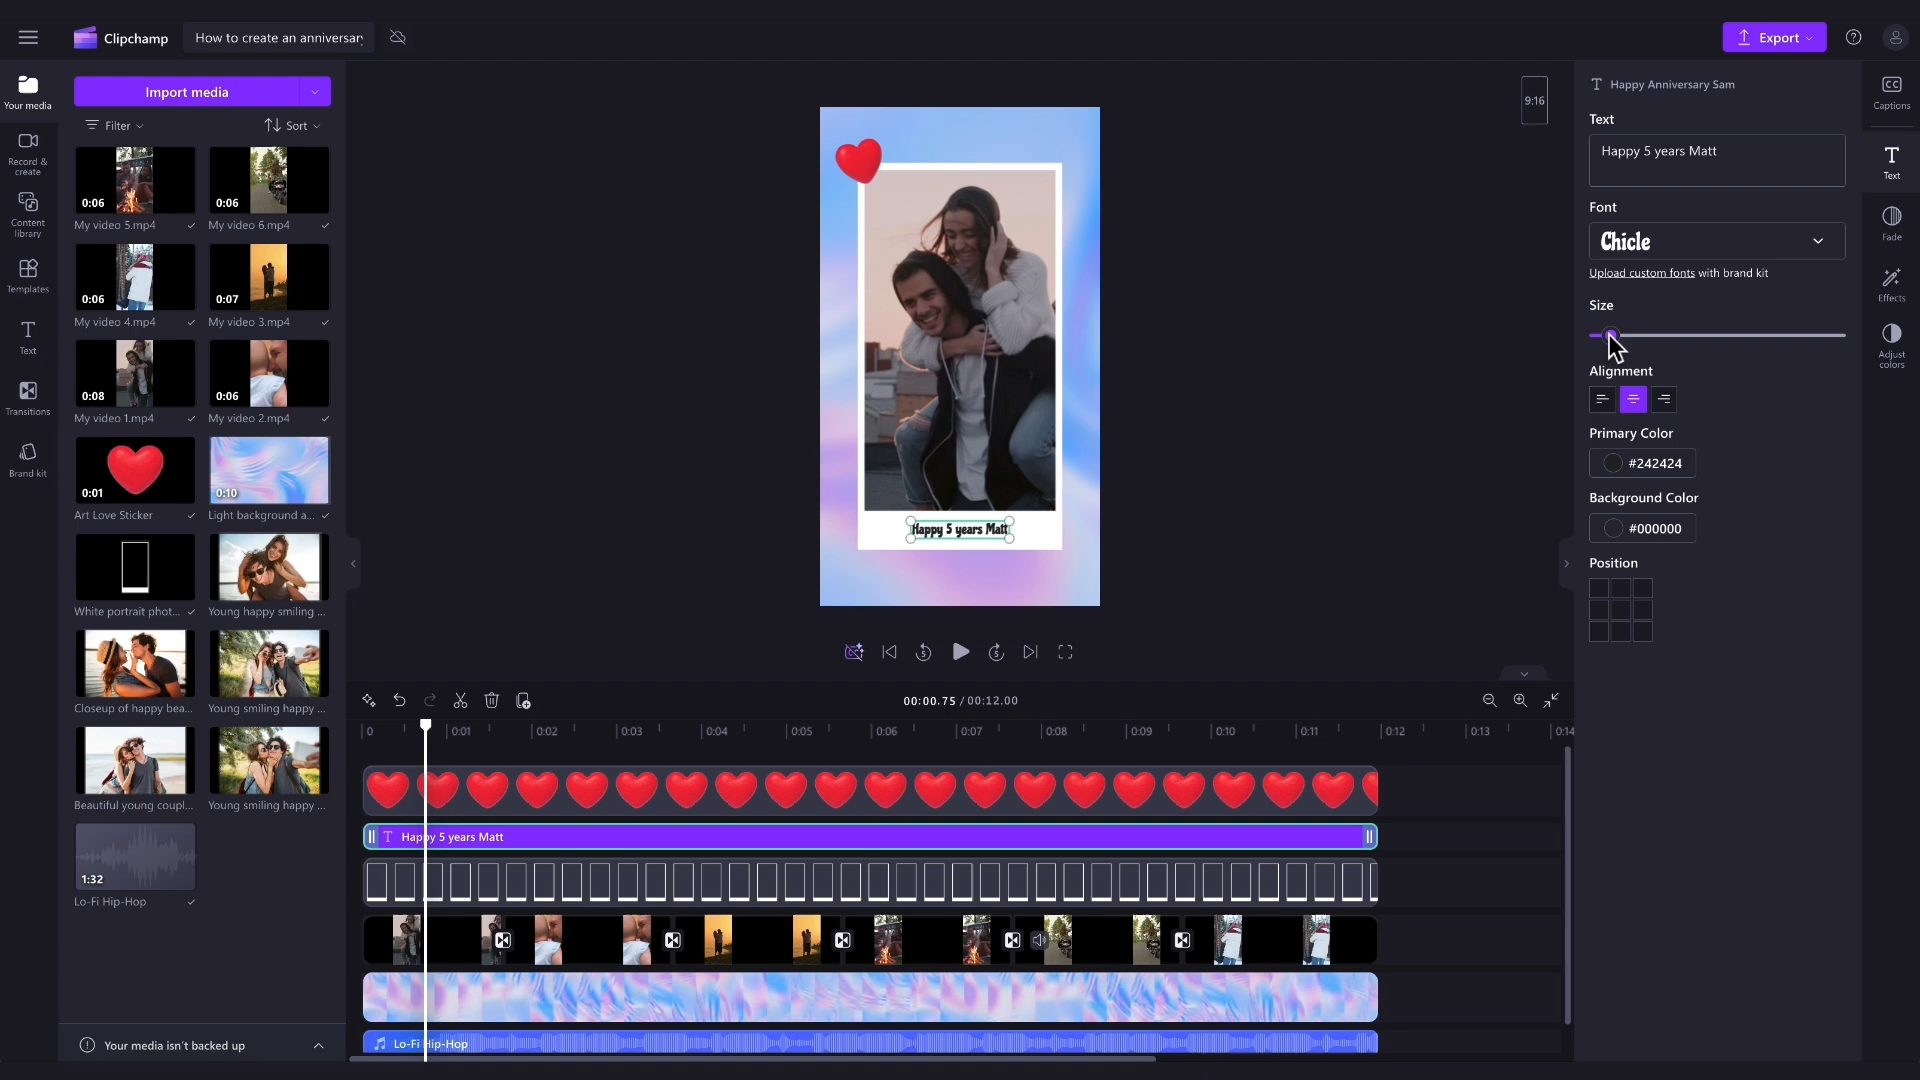 Clipchamp
How to create an anniversar
Export
Your media
Record &
create
Content
library
Templates
Text
Transitions
Brand kit
Import media
Filter
Sort
0:06
0:06
My video 5.mp4
My video 6.mp4
0:06
0:07
My video 4.mp4
My video 3.mp4
0:08
0:06
My video 1.mp4
My video 2.mp4
0:01
0:10
Art Love Sticker
Light background a...
White portrait phot...
Young happy smiling ...
Closeup of happy bea...
Young smiling happy ...
Beautiful young coupl...
Young smiling happy ...
1:32
Lo-Fi Hip-Hop
Your media isn't backed up
9:16
Happy 5 years Matt
5
5
00:00.75 / 00:12.00
0
0:01
0:02
0:03
0:04
0:05
0:06
0:07
0:08
0:09
0:10
0:11
0:12
0:13
0:14
T Happy 5 years Matt
Lo-Fi Hip-Hop
T Happy Anniversary Sam
Text
Happy 5 years Matt
Font
Chicle
Upload custom fonts with brand kit
Size
Alignment
Primary Color
#242424
Background Color
#000000
Position
CC
Captions
Text
Fade
Effects
Adjust
colors